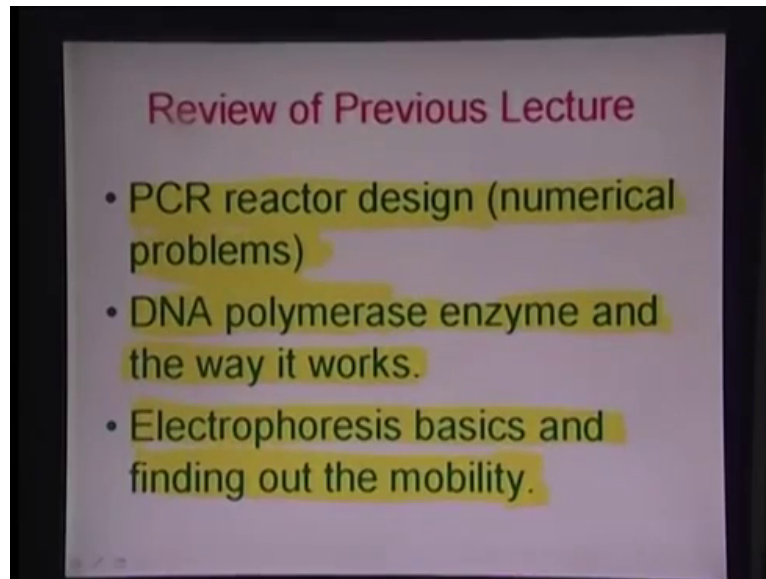 Review of Previous Lecture
• PCR reactor design (numerical
problems)
• DNA polymerase enzyme and
the way it works.
• Electrophoresis basics and
finding out the mobility.